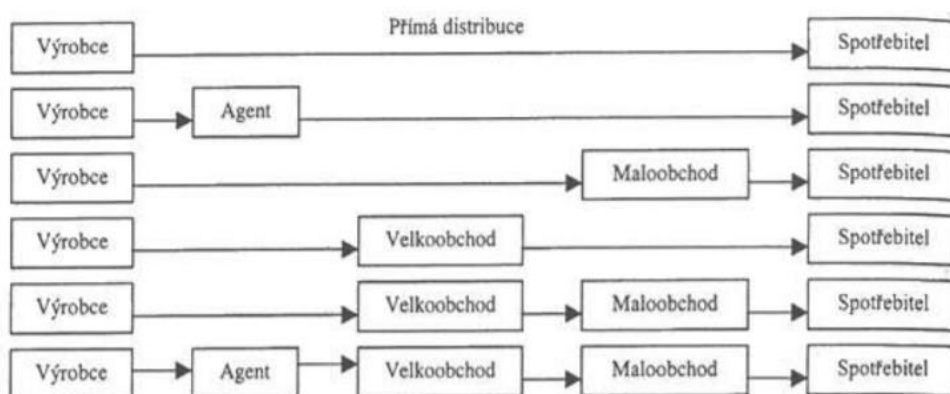 Přímá distribuce
Výrobce Spotřebitel
Výrobce Agent Spotřebitel
Výrobce Maloobchod Spotřebitel
Výrobce Velkoobchod Spotřebitel
Výrobce Velkoobchod Maloobchod Spotřebitel
Výrobce Agent Velkoobchod Maloobchod Spotřebitel